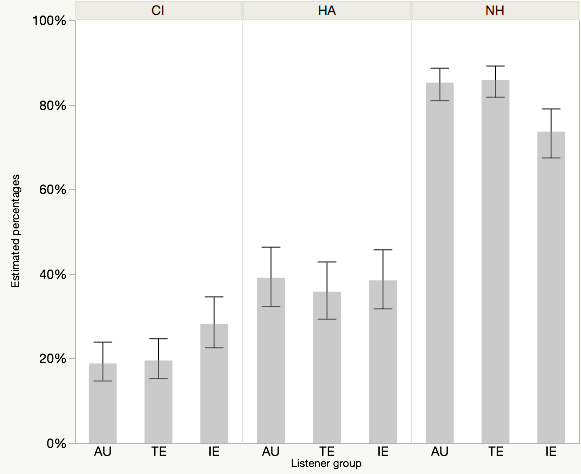 CI HA NH
100%
80%
60%
40%
20%
0%
Estimated percentages
AU TE IE AU TE IE AU TE IE
Listener group